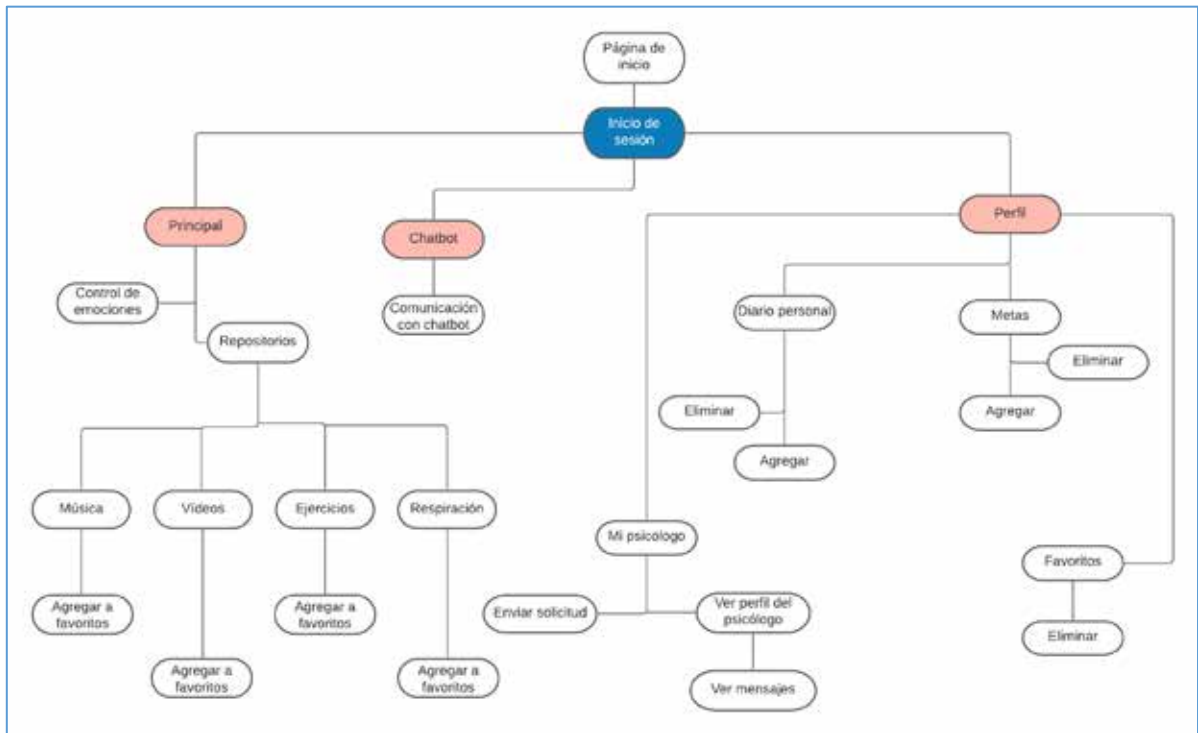 Página de
inicio
Inicio de
sesión
Principal
Chatbot
Perfil
Control de
emociones
Repositorios
Comunicación
con chatbot
Diario personal
Metas
Eliminar
Agregar
Eliminar
Agregar
Música
Vídeos
Ejercicios
Respiración
Mi psicólogo
Favoritos
Agregar a
favoritos
Agregar a
favoritos
Enviar solicitud
Ver perfil del
psicólogo
Eliminar
Agregar a
favoritos
Agregar a
favoritos
Ver mensajes